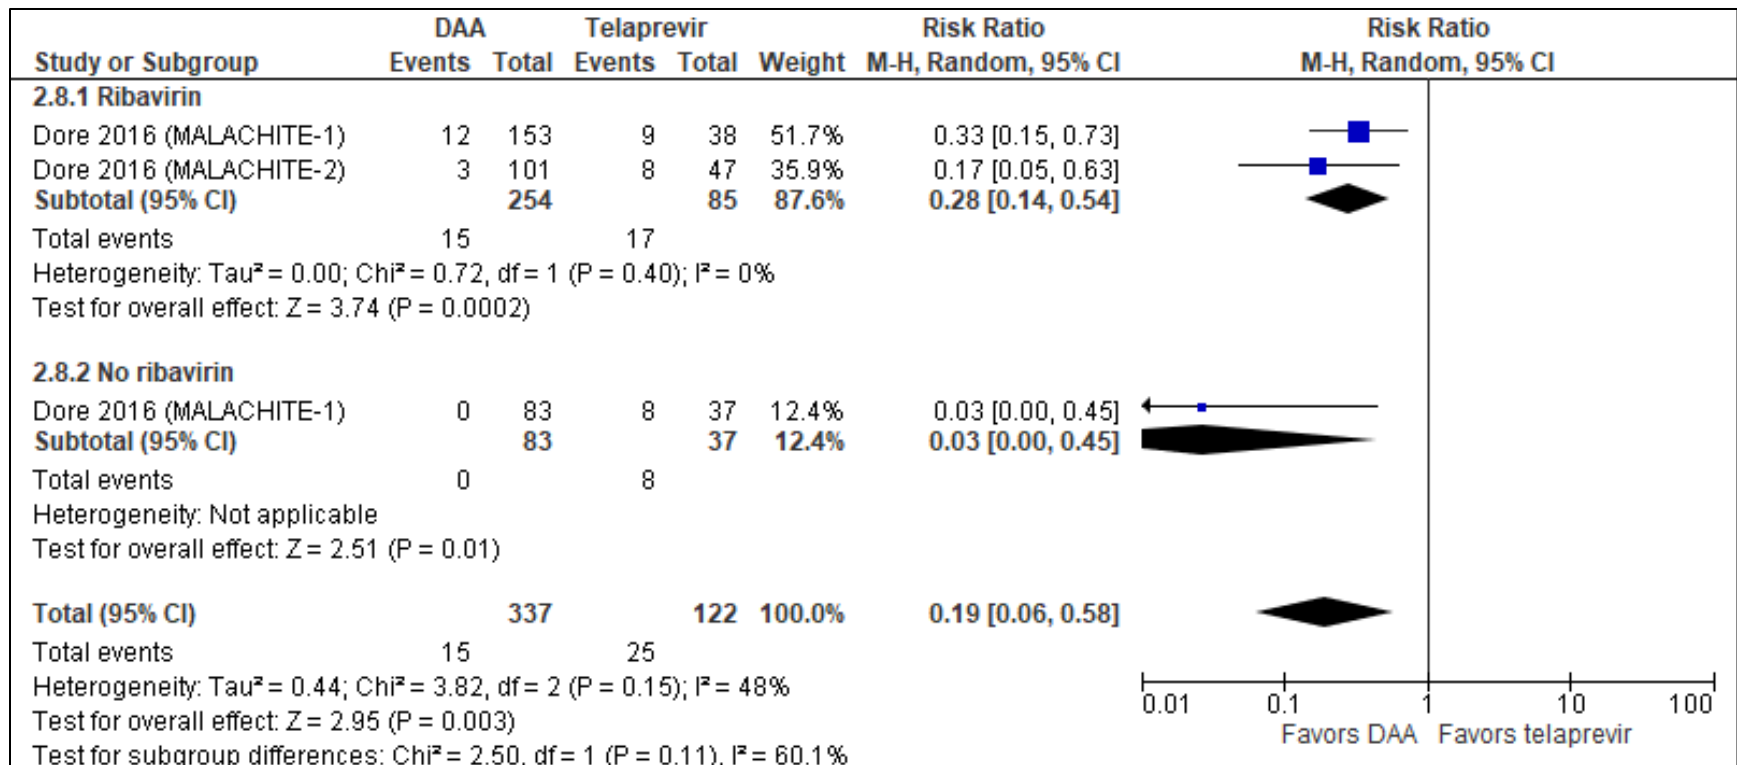 DAA Telaprevir Risk Ratio Risk Ratio
Study or Subgroup Events Total Events Total Weight M-H, Random, 95% CI M-H, Random, 95% CI
2.8.1 Ribavirin
Dore 2016 (MALACHITE-1) 12 153 9 38 51.7% 0.33 [0.15, 0.73]
Dore 2016 (MALACHITE-2) 3 101 8 47 35.9% 0.17 [0.05, 0.63]
Subtotal (95% CI) 254 85 87.6% 0.28 [0.14, 0.54]
Total events 15 17
Heterogeneity: Tau² = 0.00; Chi² = 0.72, df = 1 (P = 0.40); I² = 0%
Test for overall effect: Z = 3.74 (P = 0.0002)
2.8.2 No ribavirin
Dore 2016 (MALACHITE-1) 0 83 8 37 12.4% 0.03 [0.00, 0.45]
Subtotal (95% CI) 83 37 12.4% 0.03 [0.00, 0.45]
Total events 0 8
Heterogeneity: Not applicable
Test for overall effect: Z = 2.51 (P = 0.01)
Total (95% CI) 337 122 100.0% 0.19 [0.06, 0.58]
Total events 15 25
Heterogeneity: Tau² = 0.44; Chi² = 3.82, df = 2 (P = 0.15); I² = 48%
Test for overall effect: Z = 2.95 (P = 0.003)
Test for subgroup differences: Chi² = 2.50, df = 1 (P = 0.11), I² = 60.1%
0.01 0.1 1 10 100
Favors DAA Favors telaprevir